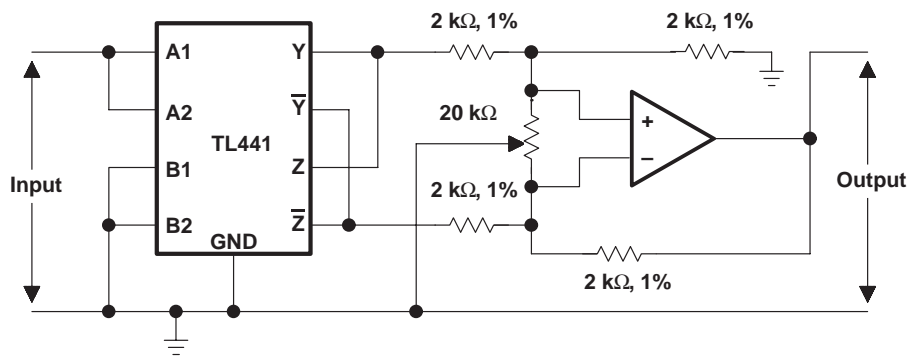 2 kΩ, 1%
2 kΩ, 1%
A1
Y
A2
Y̅
20 kΩ
+
TL441
−
B1
Z
Input
2 kΩ, 1%
Output
B2
Z̅
GND
2 kΩ, 1%